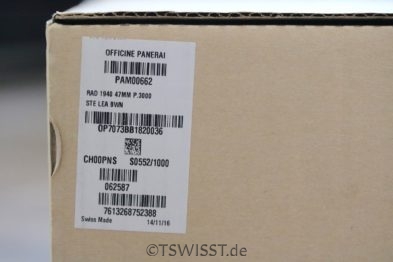 OFFICINE PANERAI
PAM00662
RAD 1940 47MM P.3000
STE LEA BWN
OP7073BB1820036
CH00PNS S0552/1000
062587
7613268752388
Swiss Made 14/11/16
©TSWISST.de